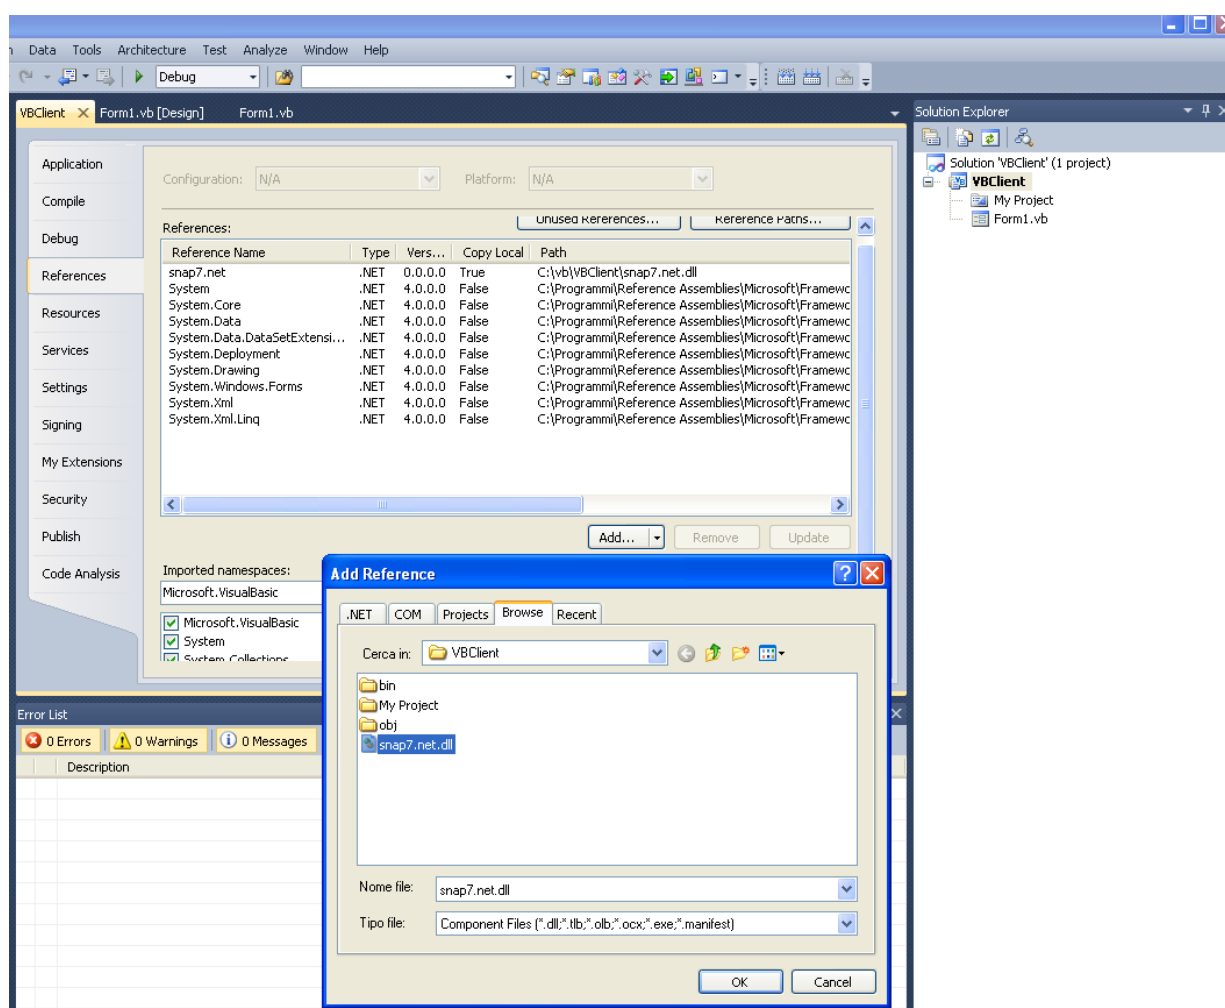 Data Tools Architecture Test Analyze Window Help
Debug
VBClient Form1.vb [Design] Form1.vb
Solution Explorer
Solution 'VBClient' (1 project)
VBClient
My Project
Form1.vb
Application
Compile
Debug
References
Resources
Services
Settings
Signing
My Extensions
Security
Publish
Code Analysis
Configuration: N/A Platform: N/A
Unused References... Reference Paths...
References:
Reference Name Type Vers... Copy Local Path
snap7.net .NET 0.0.0.0 True C:\vb\VBClient\snap7.net.dll
System .NET 4.0.0.0 False C:\Programmi\Reference Assemblies\Microsoft\Framewc
System.Core .NET 4.0.0.0 False C:\Programmi\Reference Assemblies\Microsoft\Framewc
System.Data .NET 4.0.0.0 False C:\Programmi\Reference Assemblies\Microsoft\Framewc
System.Data.DataSetExtensi... .NET 4.0.0.0 False C:\Programmi\Reference Assemblies\Microsoft\Framewc
System.Deployment .NET 4.0.0.0 False C:\Programmi\Reference Assemblies\Microsoft\Framewc
System.Drawing .NET 4.0.0.0 False C:\Programmi\Reference Assemblies\Microsoft\Framewc
System.Windows.Forms .NET 4.0.0.0 False C:\Programmi\Reference Assemblies\Microsoft\Framewc
System.Xml .NET 4.0.0.0 False C:\Programmi\Reference Assemblies\Microsoft\Framewc
System.Xml.Linq .NET 4.0.0.0 False C:\Programmi\Reference Assemblies\Microsoft\Framewc
Add... Remove Update
Imported namespaces:
Microsoft.VisualBasic
Microsoft.VisualBasic
System
System.Collections
Error List
0 Errors 0 Warnings 0 Messages
Description
Add Reference
.NET COM Projects Browse Recent
Cerca in: VBClient
bin
My Project
obj
snap7.net.dll
Nome file: snap7.net.dll
Tipo file: Component Files (*.dll;*.tlb;*.olb;*.ocx;*.exe;*.manifest)
OK Cancel